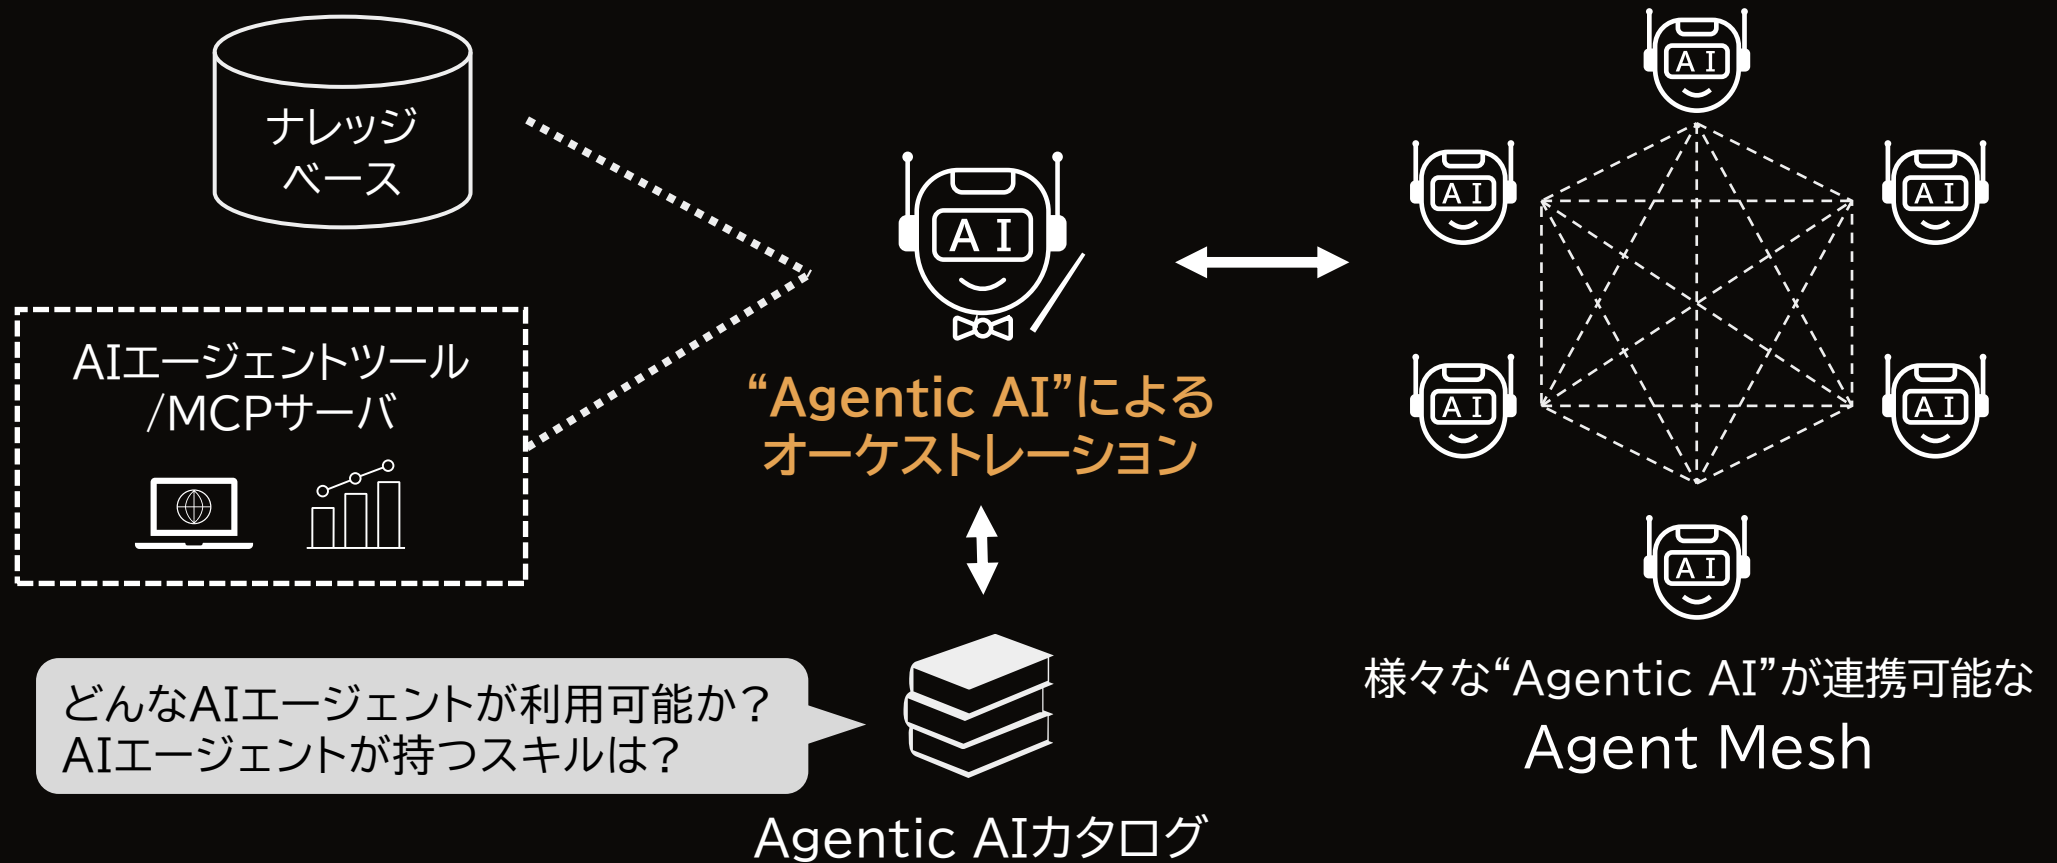 ナレッジ
ベース
AIエージェントツール
/MCPサーバ
AI
“Agentic AI”による
オーケストレーション
どんなAIエージェントが利用可能か？
AIエージェントが持つスキルは？
Agentic AIカタログ
AI
AI
AI
AI
AI
AI
様々な“Agentic AI”が連携可能な
Agent Mesh